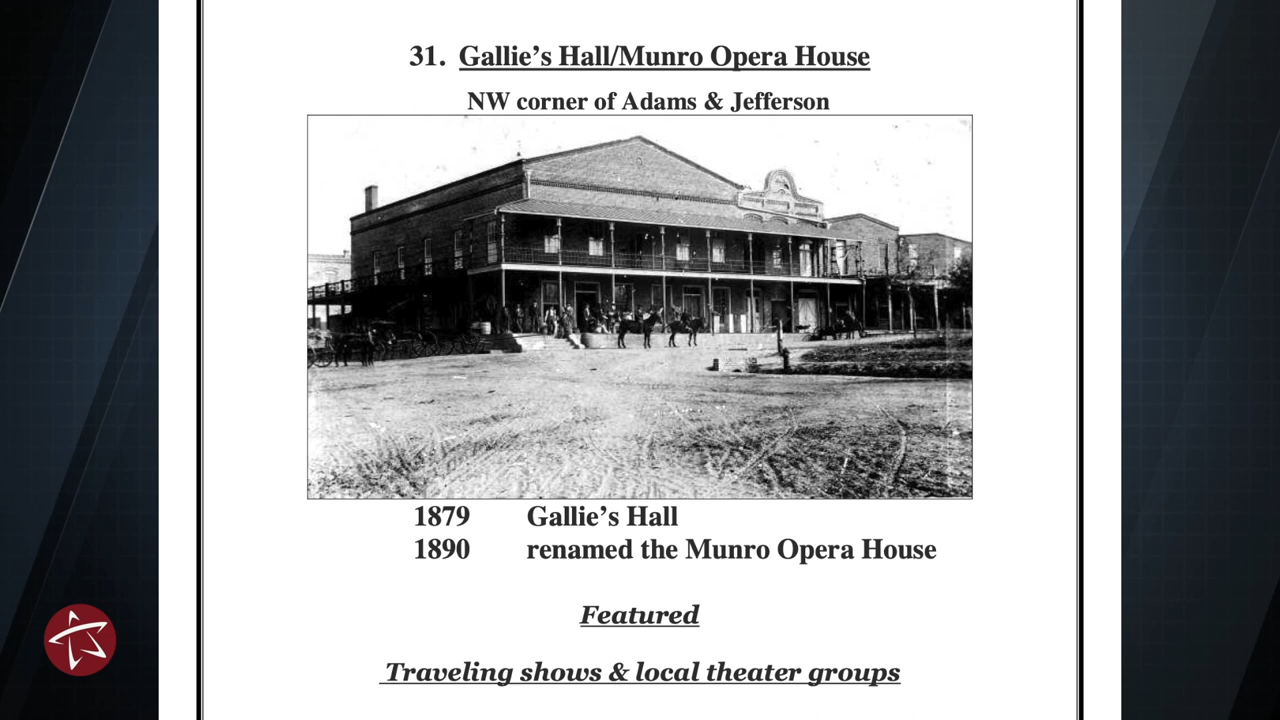 31. Gallie’s Hall/Munro Opera House
NW corner of Adams & Jefferson
1879 Gallie’s Hall
1890 renamed the Munro Opera House
Featured
Traveling shows & local theater groups